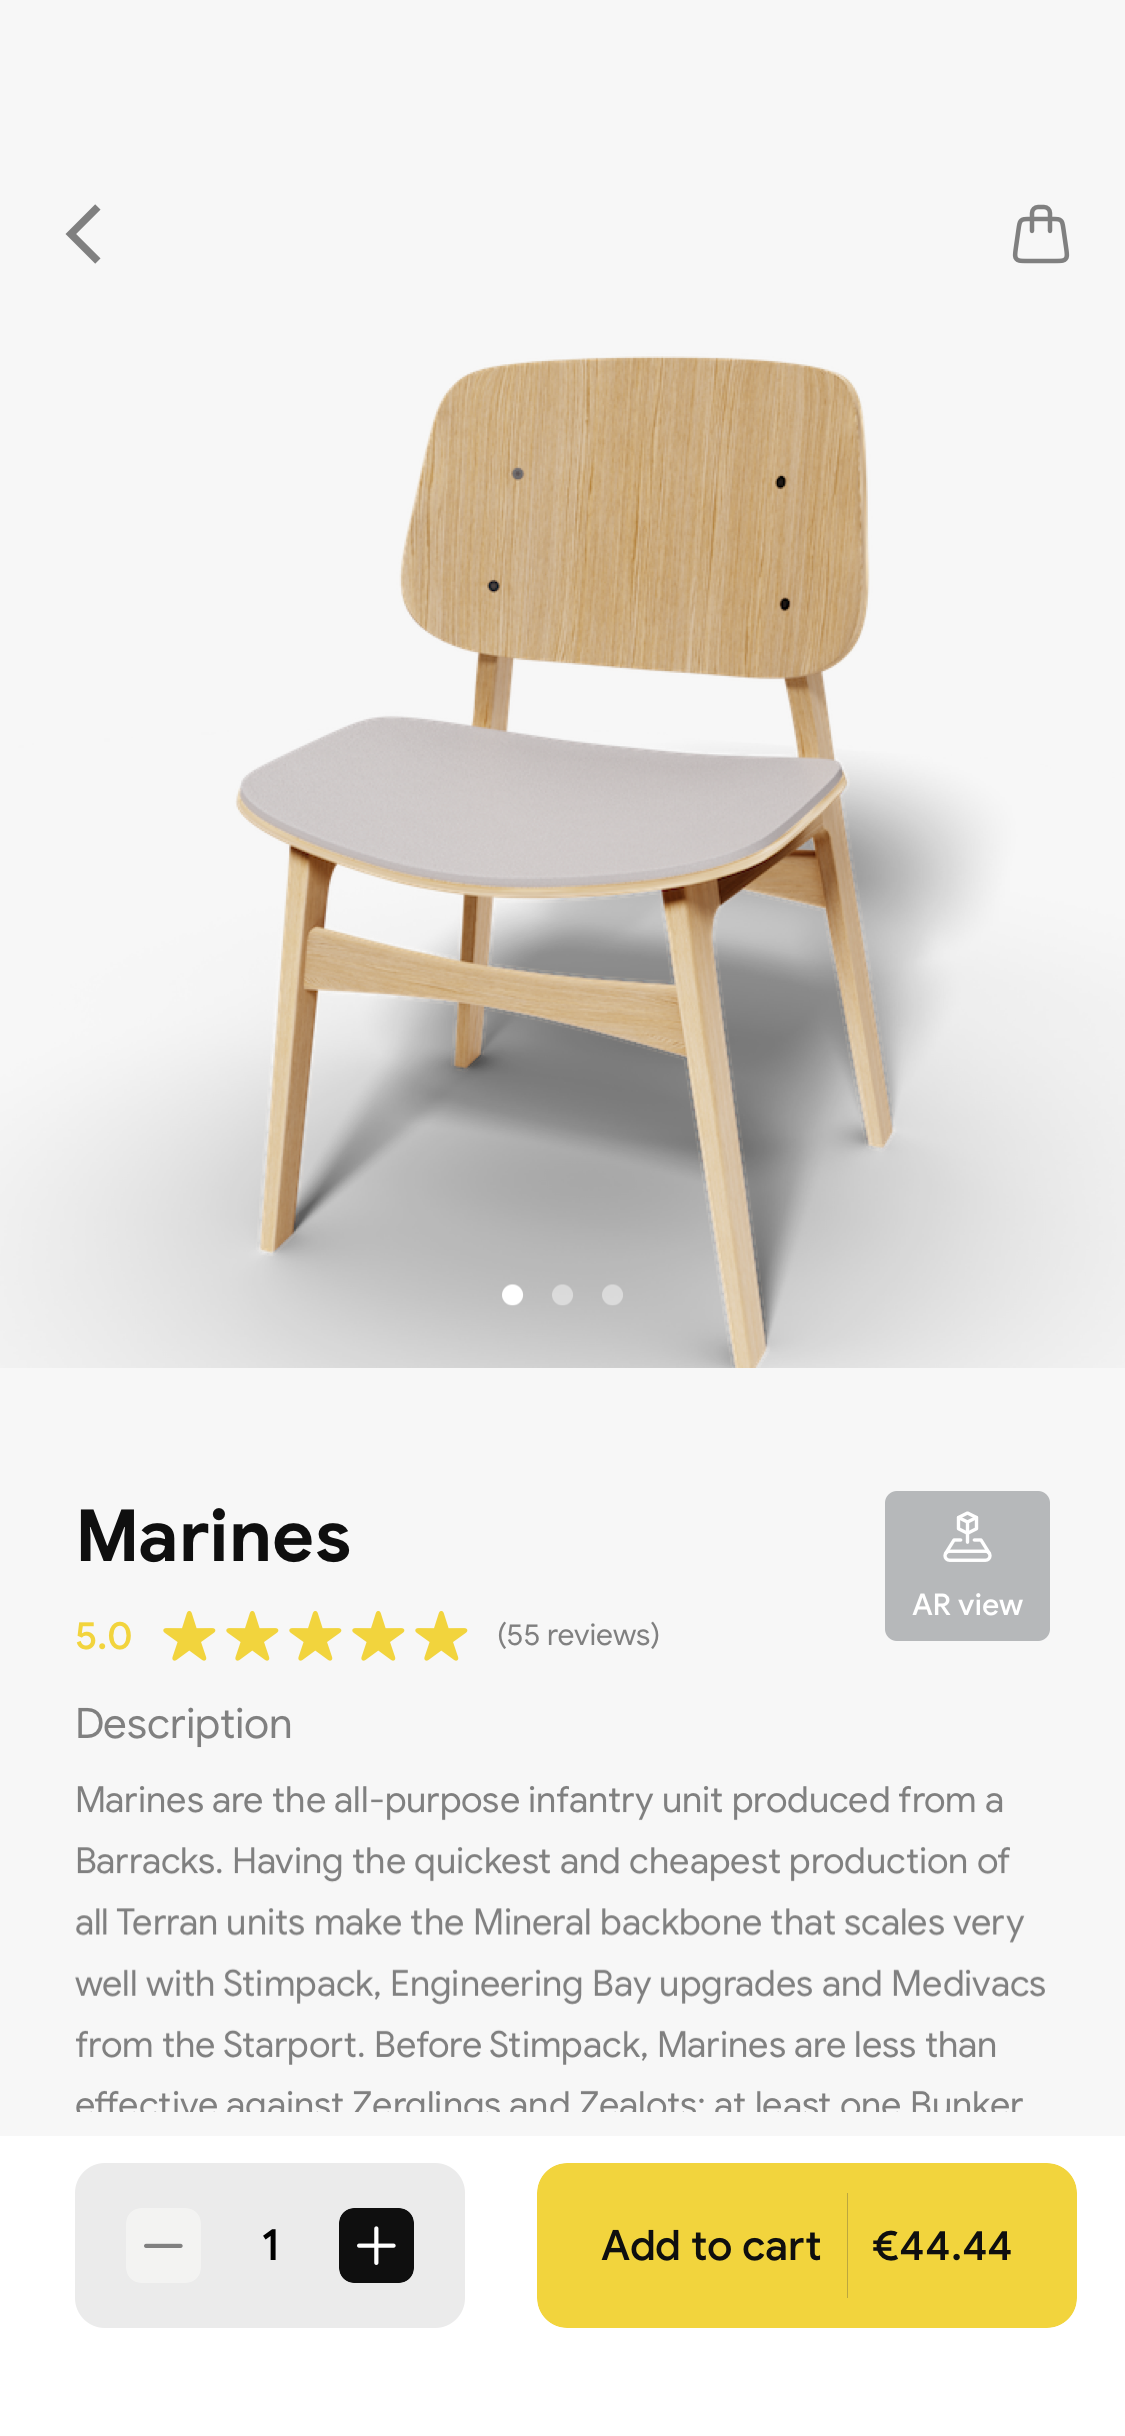 Marines
AR view
5.0
(55 reviews)
Description
Marines are the all-purpose infantry unit produced from a
Barracks. Having the quickest and cheapest production of
all Terran units make the Mineral backbone that scales very
well with Stimpack, Engineering Bay upgrades and Medivacs
from the Starport. Before Stimpack, Marines are less than
effective against Zerglings and Zealots; at least one Bunker
1
Add to cart
€44.44